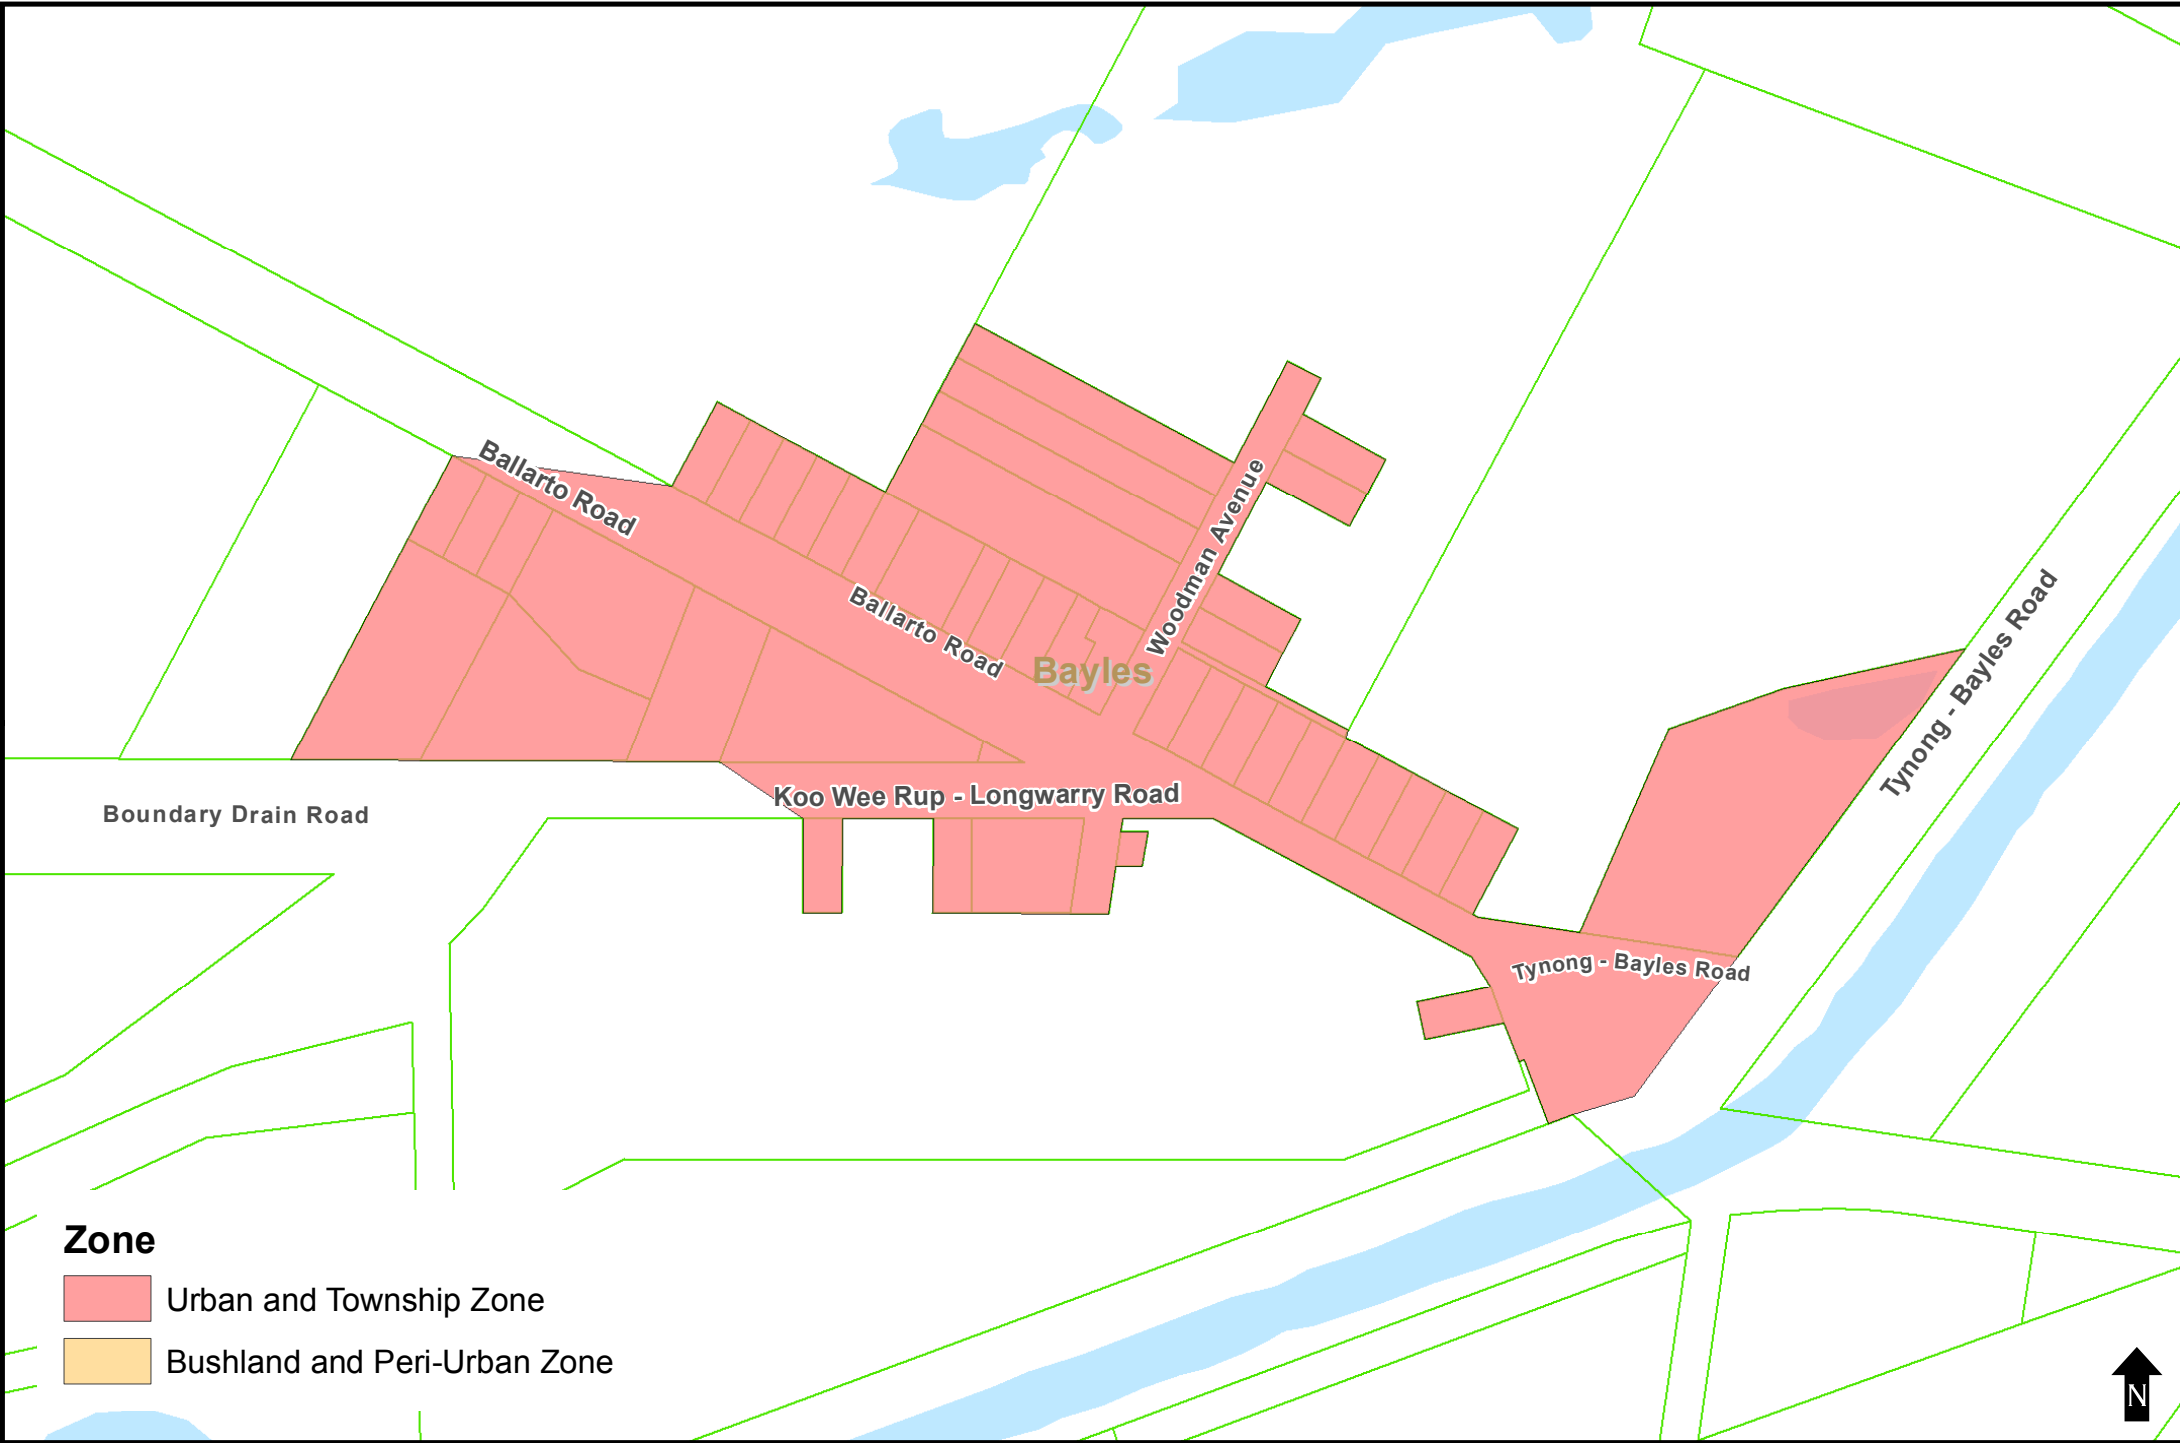 Ballarto Road
Woodman Avenue
Ballarto Road
Bayles
Tynong - Bayles Road
Koo Wee Rup - Longwarry Road
Boundary Drain Road
Tynong - Bayles Road
Zone
Urban and Township Zone
Bushland and Peri-Urban Zone
N